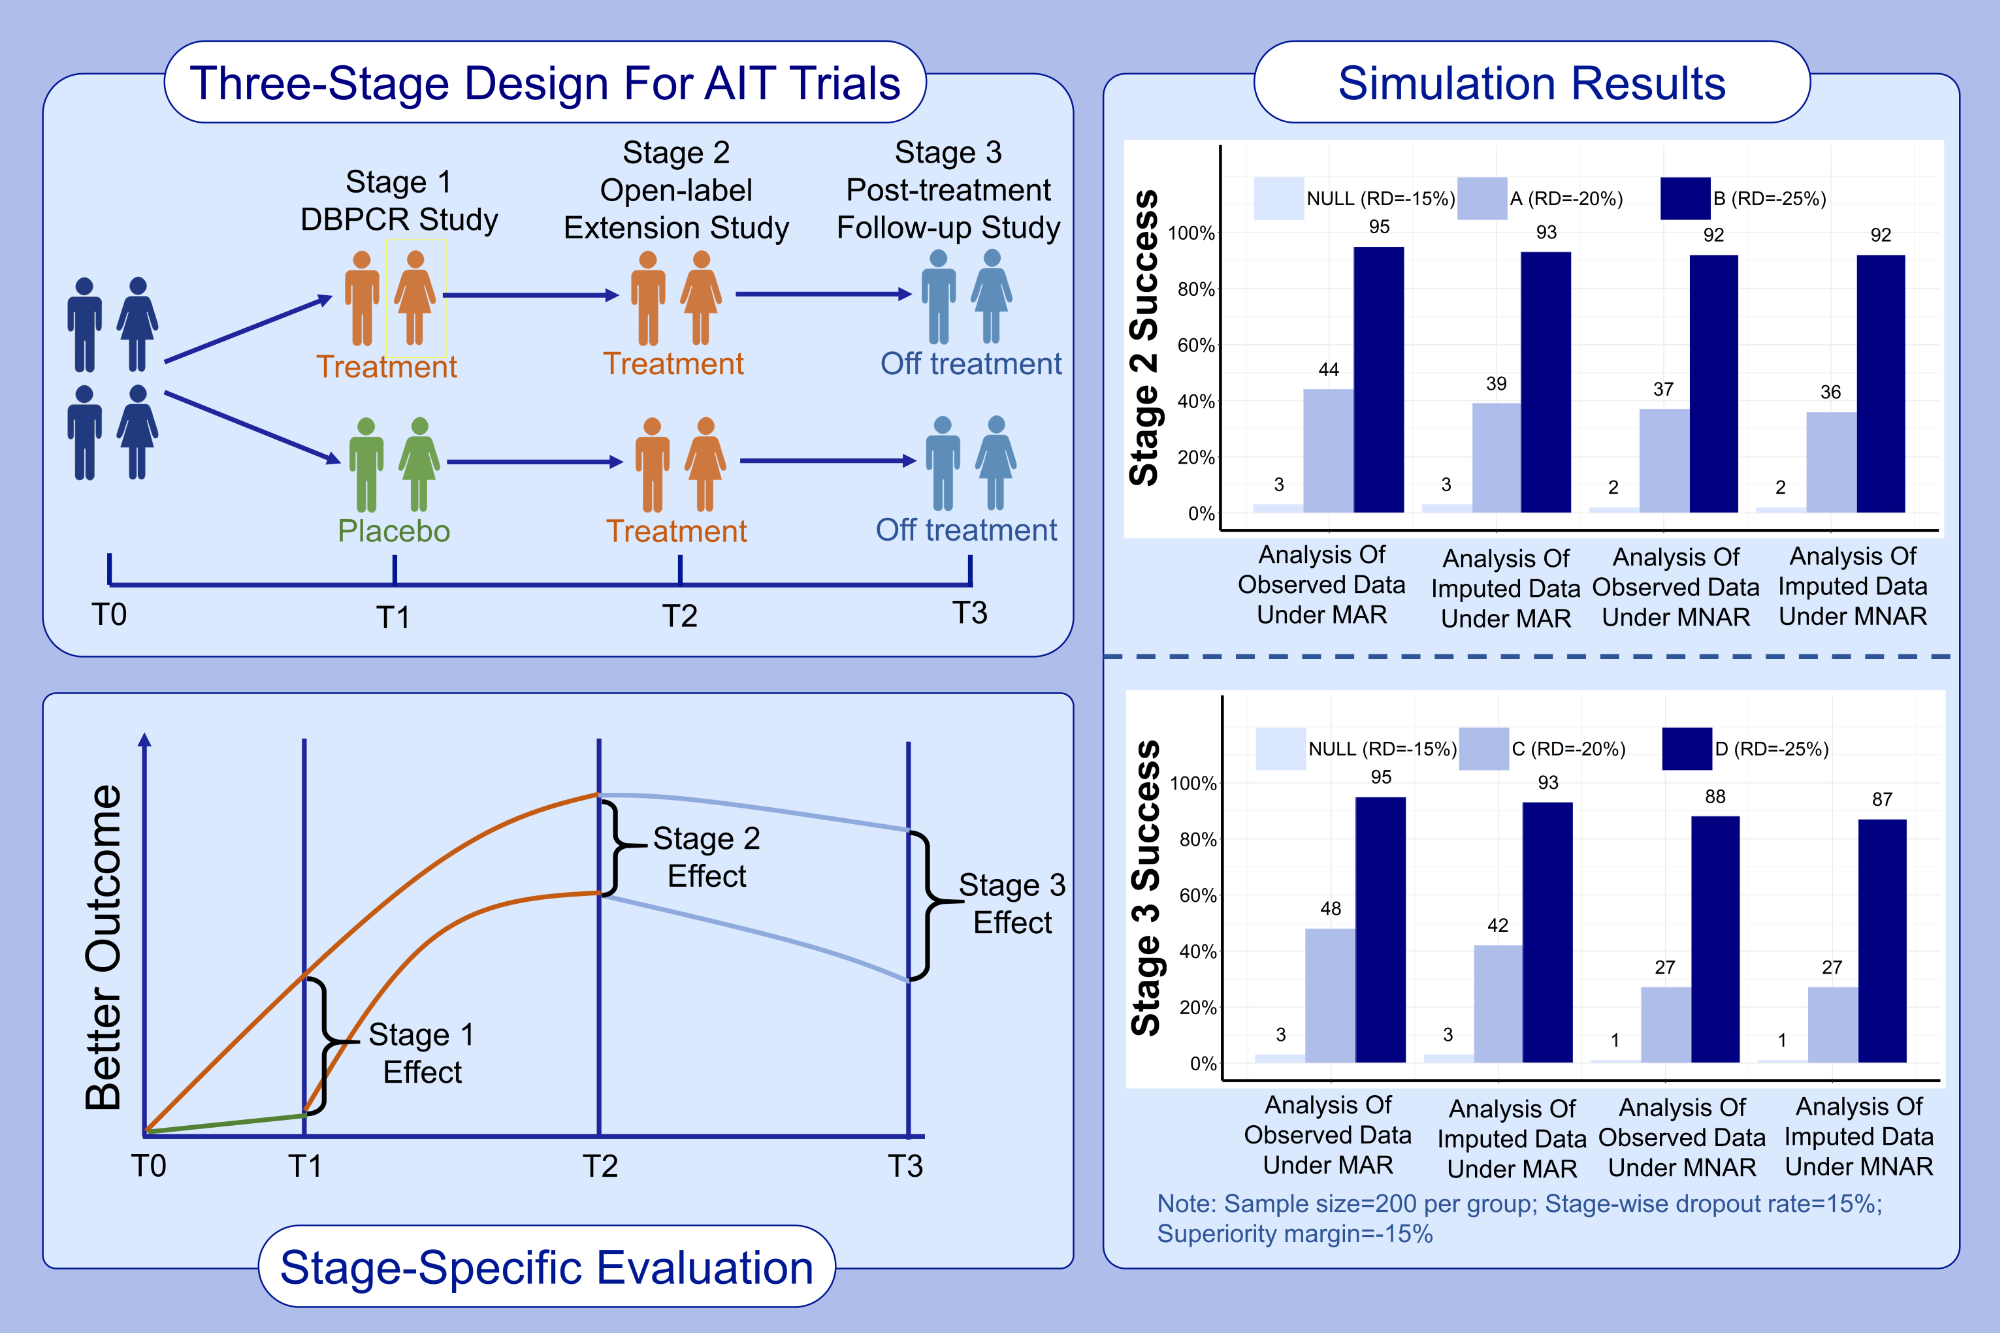 Three-Stage Design For AIT Trials
Stage 1
DBPCR Study
Stage 2
Open-label
Extension Study
Stage 3
Post-treatment
Follow-up Study
Treatment
Treatment
Off treatment
Placebo
Treatment
Off treatment
T0
T1
T2
T3
Better Outcome
Stage 1
Effect
Stage 2
Effect
Stage 3
Effect
T0
T1
T2
T3
Stage-Specific Evaluation
Simulation Results
Stage 2 Success
NULL (RD=-15%)
A (RD=-20%)
B (RD=-25%)
100%
80%
60%
40%
20%
0%
3
44
95
3
39
93
2
37
92
2
36
92
Analysis Of
Observed Data
Under MAR
Analysis Of
Imputed Data
Under MAR
Analysis Of
Observed Data
Under MNAR
Analysis Of
Imputed Data
Under MNAR
Stage 3 Success
NULL (RD=-15%)
C (RD=-20%)
D (RD=-25%)
100%
80%
60%
40%
20%
0%
3
48
95
3
42
93
1
27
88
1
27
87
Analysis Of
Observed Data
Under MAR
Analysis Of
Imputed Data
Under MAR
Analysis Of
Observed Data
Under MNAR
Analysis Of
Imputed Data
Under MNAR
Note: Sample size=200 per group; Stage-wise dropout rate=15%;
Superiority margin=-15%